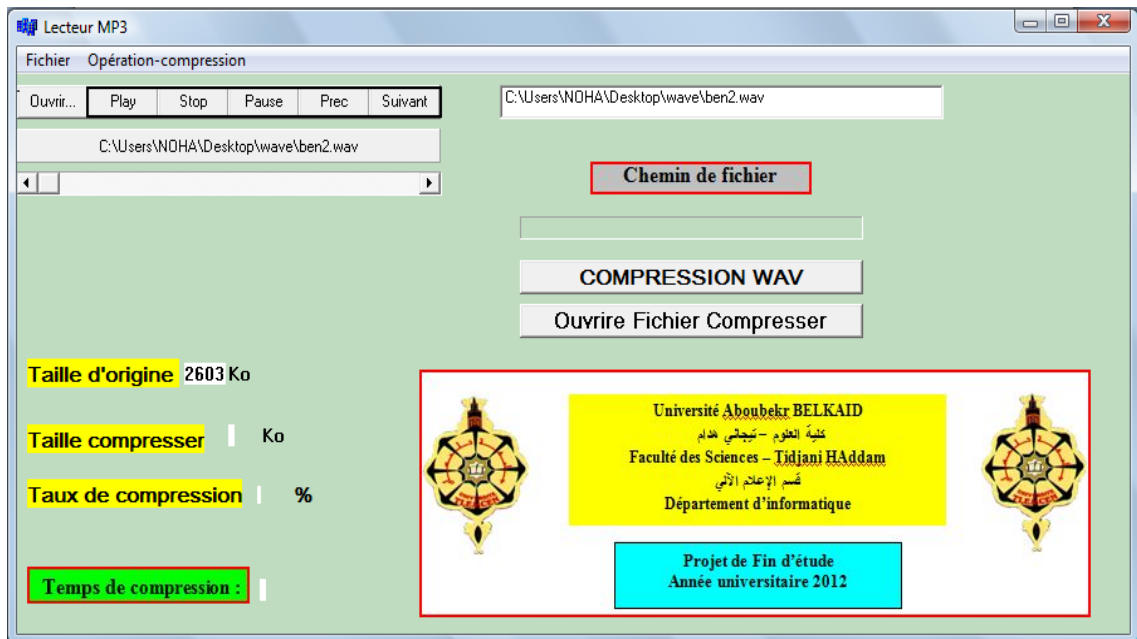 Lecteur MP3
Fichier Opération-compression
Ouvrir... Play Stop Pause Prec Suivant
C:\Users\NOHA\Desktop\wave\ben2.wav
C:\Users\NOHA\Desktop\wave\ben2.wav
Chemin de fichier
COMPRESSION WAV
Ouvrire Fichier Compresser
Taille d'origine 2603 Ko
Taille compresser Ko
Taux de compression %
Temps de compression :
Université Aboubekr BELKAID
كلية العلوم – تيجاني هدام
Faculté des Sciences – Tidjani HAddam
قسم الإعلام الآلي
Département d'informatique
Projet de Fin d'étude
Année universitaire 2012